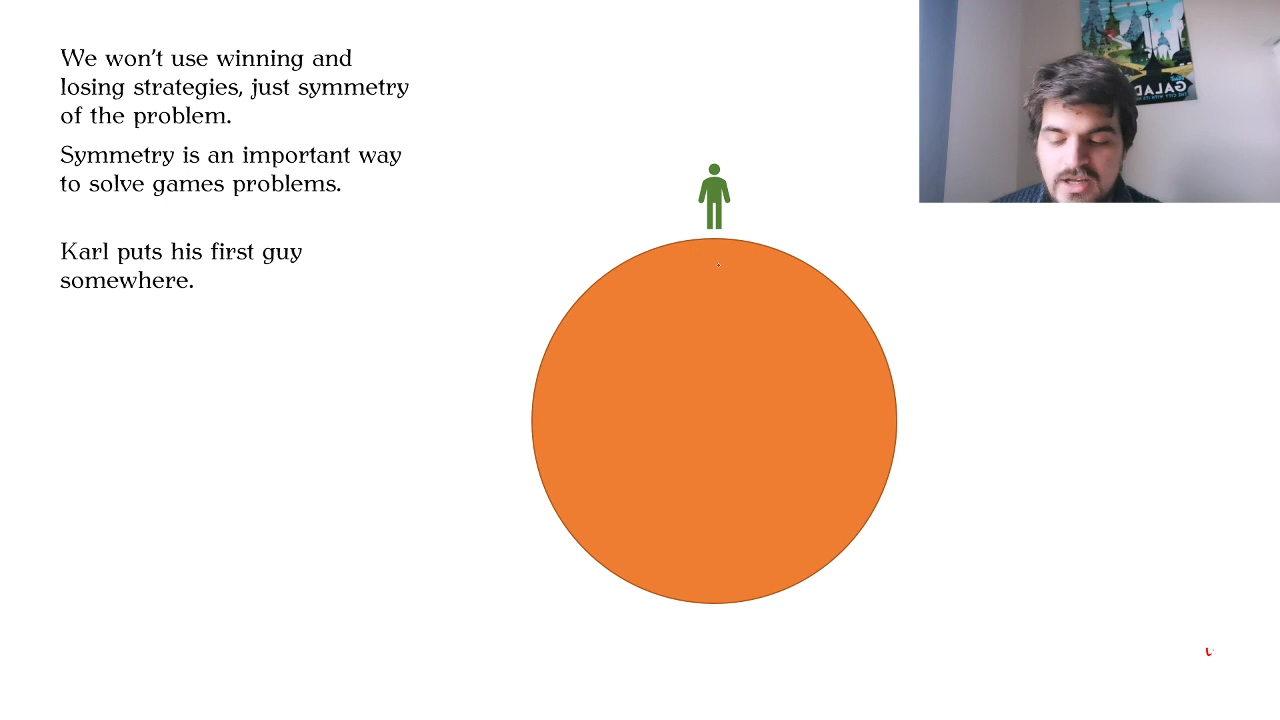 We won't use winning and
losing strategies, just symmetry
of the problem.
Symmetry is an important way
to solve games problems.
Karl puts his first guy
somewhere.